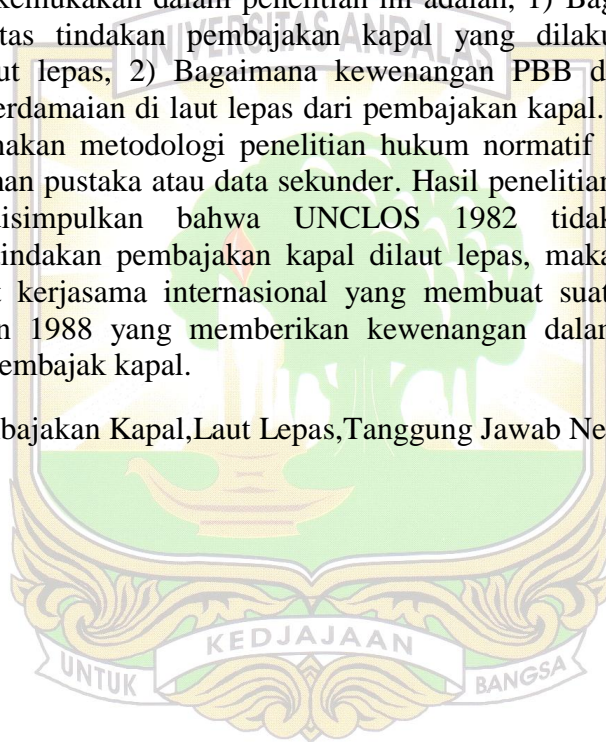 kemukakan dalam penelitian ini adalah, 1) Bag
tas tindakan pembajakan kapal yang dilaku
ut lepas, 2) Bagaimana kewenangan PBB d
erdamaian di laut lepas dari pembajakan kapal.
nakan metodologi penelitian hukum normatif
nan pustaka atau data sekunder. Hasil penelitian
isimpulkan bahwa UNCLOS 1982 tidak
indakan pembajakan kapal dilaut lepas, maka
t kerjasama internasional yang membuat suat
n 1988 yang memberikan kewenangan dalam
embajak kapal.
bajakan Kapal,Laut Lepas,Tanggung Jawab Ne
UNIVERSITAS ANDALAS
UNTUK KEDJAJAAN BANGSA